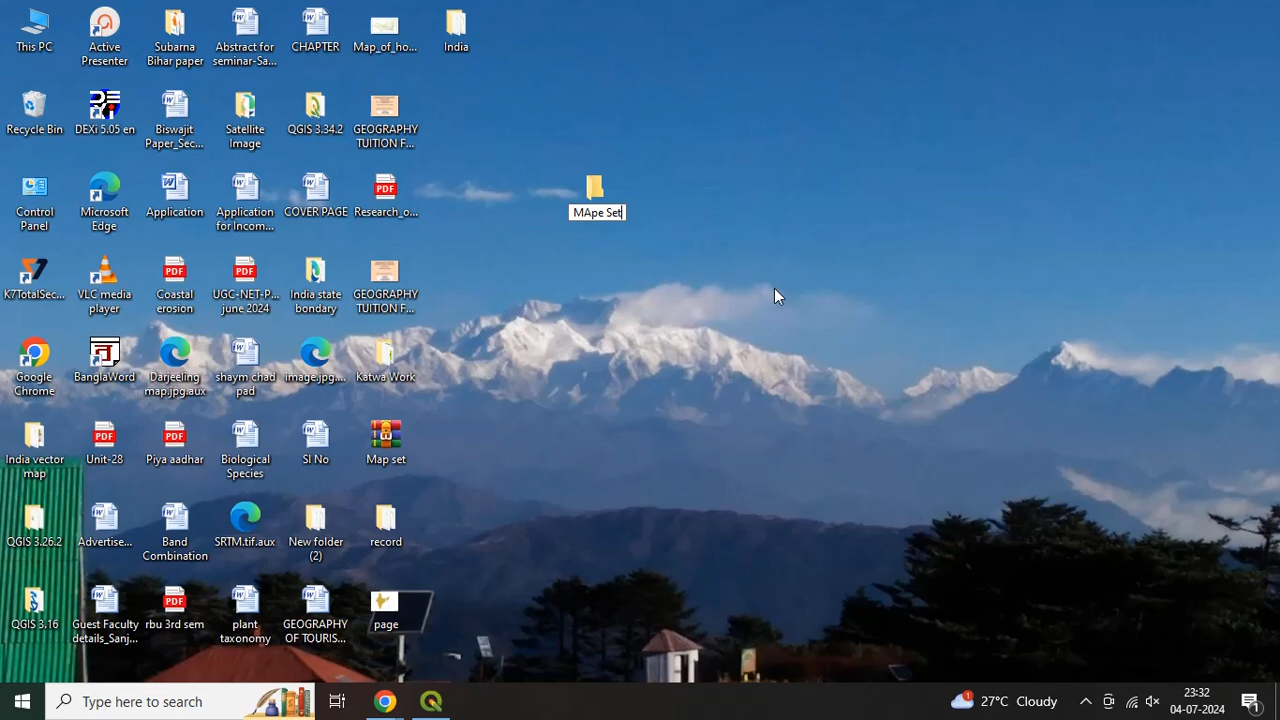 This PC
Active
Presenter
Subarna
Bihar paper
Abstract for
seminar-Sa...
CHAPTER
Map_of_ho...
India
Recycle Bin
DEXi 5.05 en
Biswajit
Paper_Sec...
Satellite
Image
QGIS 3.34.2
GEOGRAPHY
TUITION F...
MApe Set
Control
Panel
Microsoft
Edge
Application
Application
for Incom...
COVER PAGE
Research_o...
K7TotalSec...
VLC media
player
Coastal
erosion
UGC-NET-P...
june 2024
India state
bondary
GEOGRAPHY
TUITION F...
Google
Chrome
BanglaWord
Darjeeling
map.jpg.aux
shaym chad
pad
image.jpg....
Katwa Work
India vector
map
Unit-28
Piya aadhar
Biological
Species
Sl No
Map set
QGIS 3.26.2
Advertise...
Band
Combination
SRTM.tif.aux
New folder
(2)
record
QGIS 3.16
Guest Faculty
details_Sanj...
rbu 3rd sem
plant
taxonomy
GEOGRAPHY
OF TOURIS...
page
Type here to search
1
27°C Cloudy
23:32
04-07-2024
1